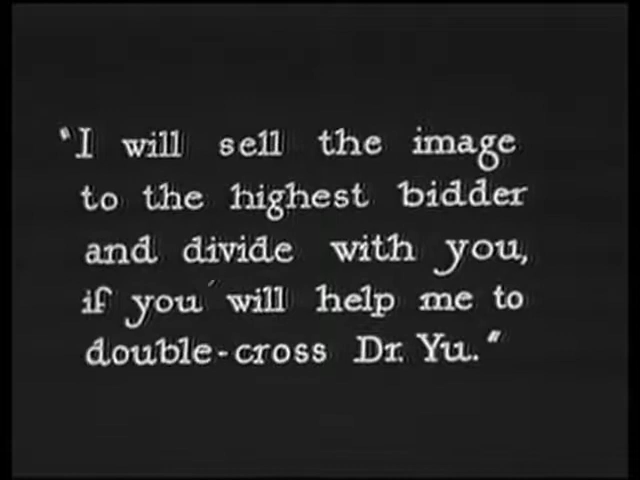 "I will sell the image
to the highest bidder
and divide with you,
if you will help me to
double-cross Dr. Yu."